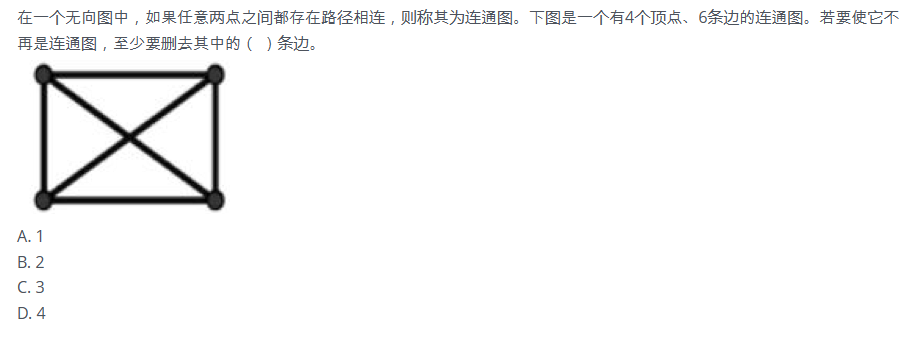 在一个无向图中，如果任意两点之间都存在路径相连，则称其为连通图。下图是一个有4个顶点、6条边的连通图。若要使它不
再是连通图，至少要删去其中的（  ）条边。
A. 1
B. 2
C. 3
D. 4